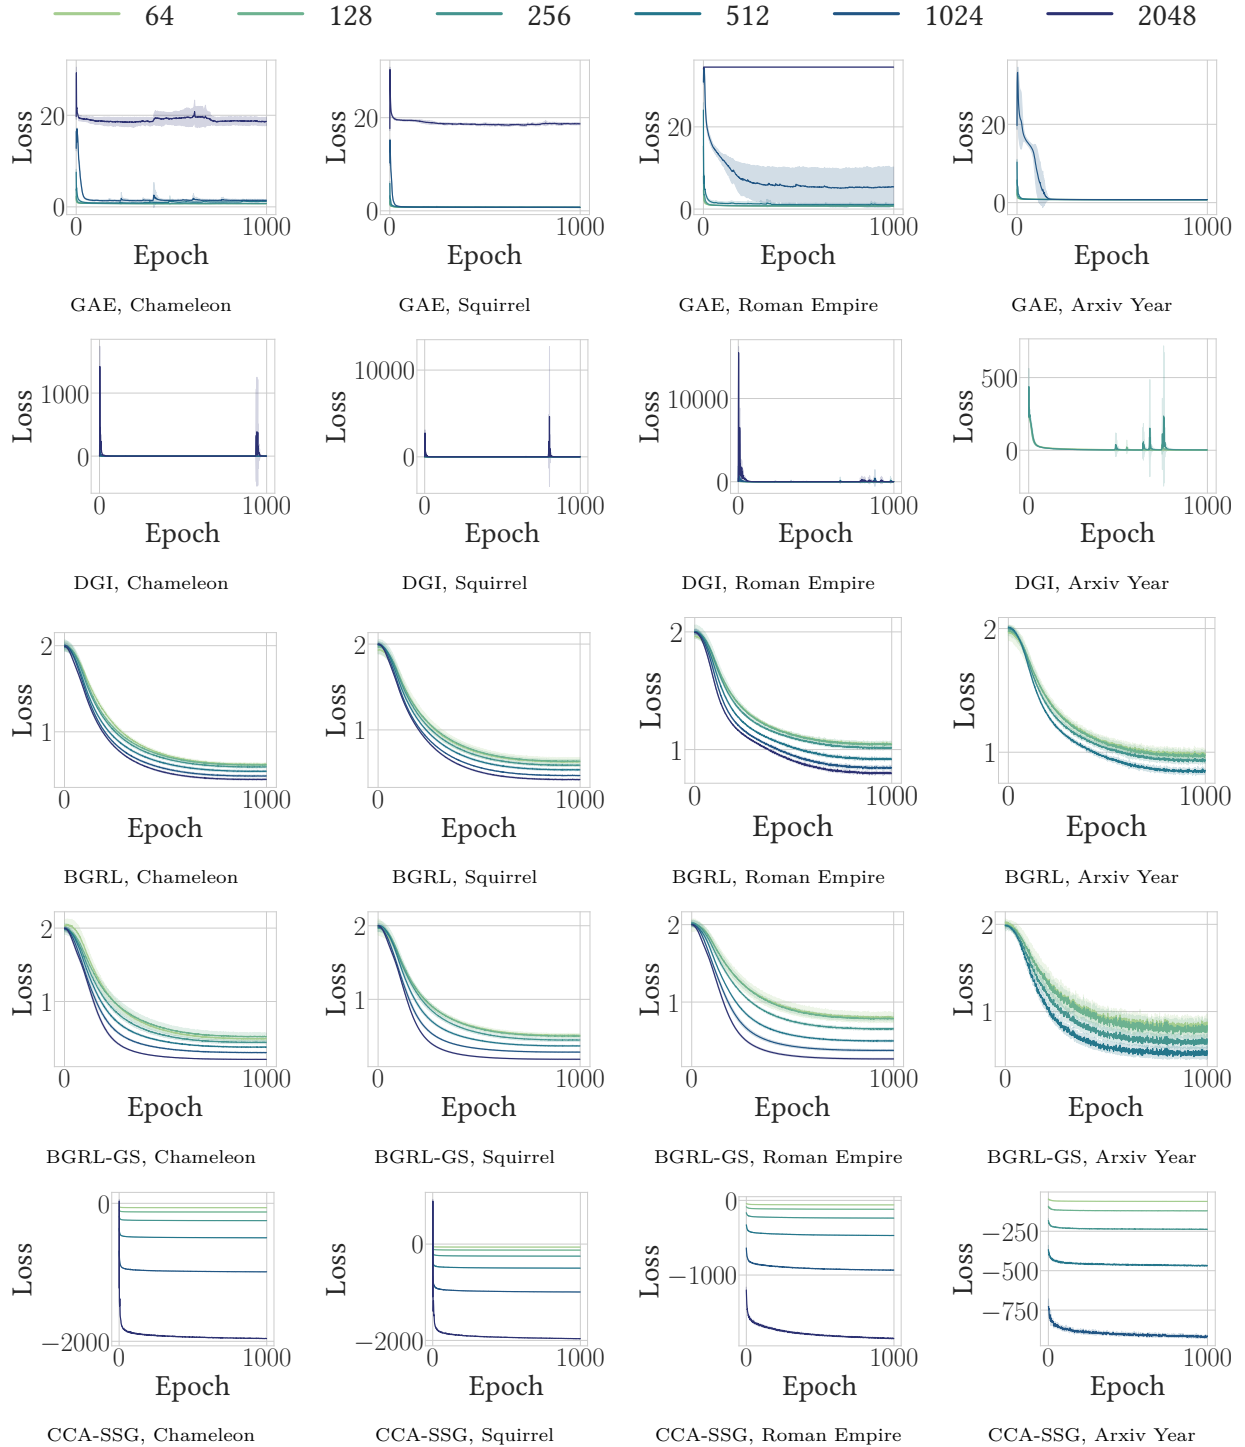 64 128 256 512 1024 2048
Loss 20 0 0 1000 Epoch
Loss 20 0 0 1000 Epoch
Loss 20 0 0 1000 Epoch
Loss 20 0 0 1000 Epoch
GAE, Chameleon GAE, Squirrel GAE, Roman Empire GAE, Arxiv Year
Loss 1000 0 0 1000 Epoch
Loss 10000 0 0 1000 Epoch
Loss 10000 0 0 1000 Epoch
Loss 500 0 0 1000 Epoch
DGI, Chameleon DGI, Squirrel DGI, Roman Empire DGI, Arxiv Year
Loss 2 1 0 1000 Epoch
Loss 2 1 0 1000 Epoch
Loss 2 1 0 1000 Epoch
Loss 2 1 0 1000 Epoch
BGRL, Chameleon BGRL, Squirrel BGRL, Roman Empire BGRL, Arxiv Year
Loss 2 1 0 1000 Epoch
Loss 2 1 0 1000 Epoch
Loss 2 1 0 1000 Epoch
Loss 2 1 0 1000 Epoch
BGRL-GS, Chameleon BGRL-GS, Squirrel BGRL-GS, Roman Empire BGRL-GS, Arxiv Year
Loss 0 −2000 0 1000 Epoch
Loss 0 −2000 0 1000 Epoch
Loss 0 −1000 0 1000 Epoch
Loss −250 −500 −750 0 1000 Epoch
CCA-SSG, Chameleon CCA-SSG, Squirrel CCA-SSG, Roman Empire CCA-SSG, Arxiv Year